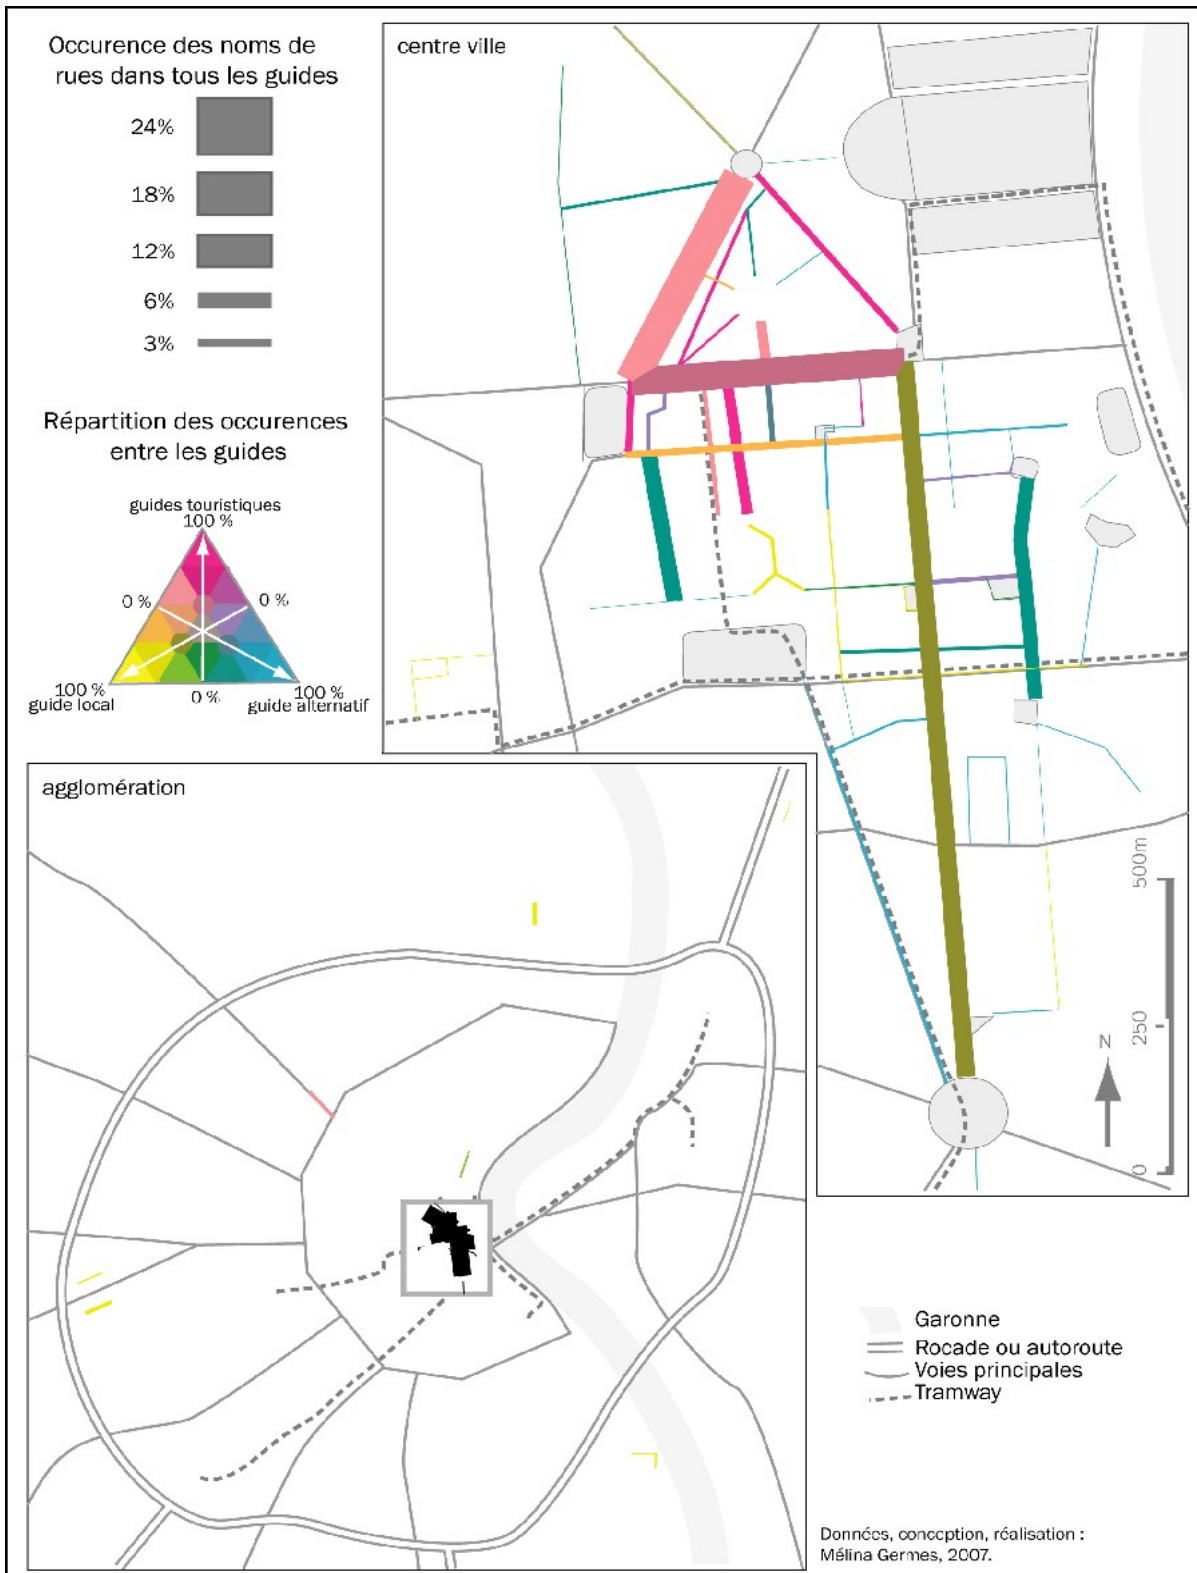 Occurence des noms de
rues dans tous les guides
24%
18%
12%
6%
3%
Répartition des occurences
entre les guides
guides touristiques
100 %
0 %
0 %
100 %
guide local
0 %
100 %
guide alternatif
centre ville
500m
250
0
N
agglomération
Garonne
Rocade ou autoroute
Voies principales
Tramway
Données, conception, réalisation :
Mélina Germes, 2007.